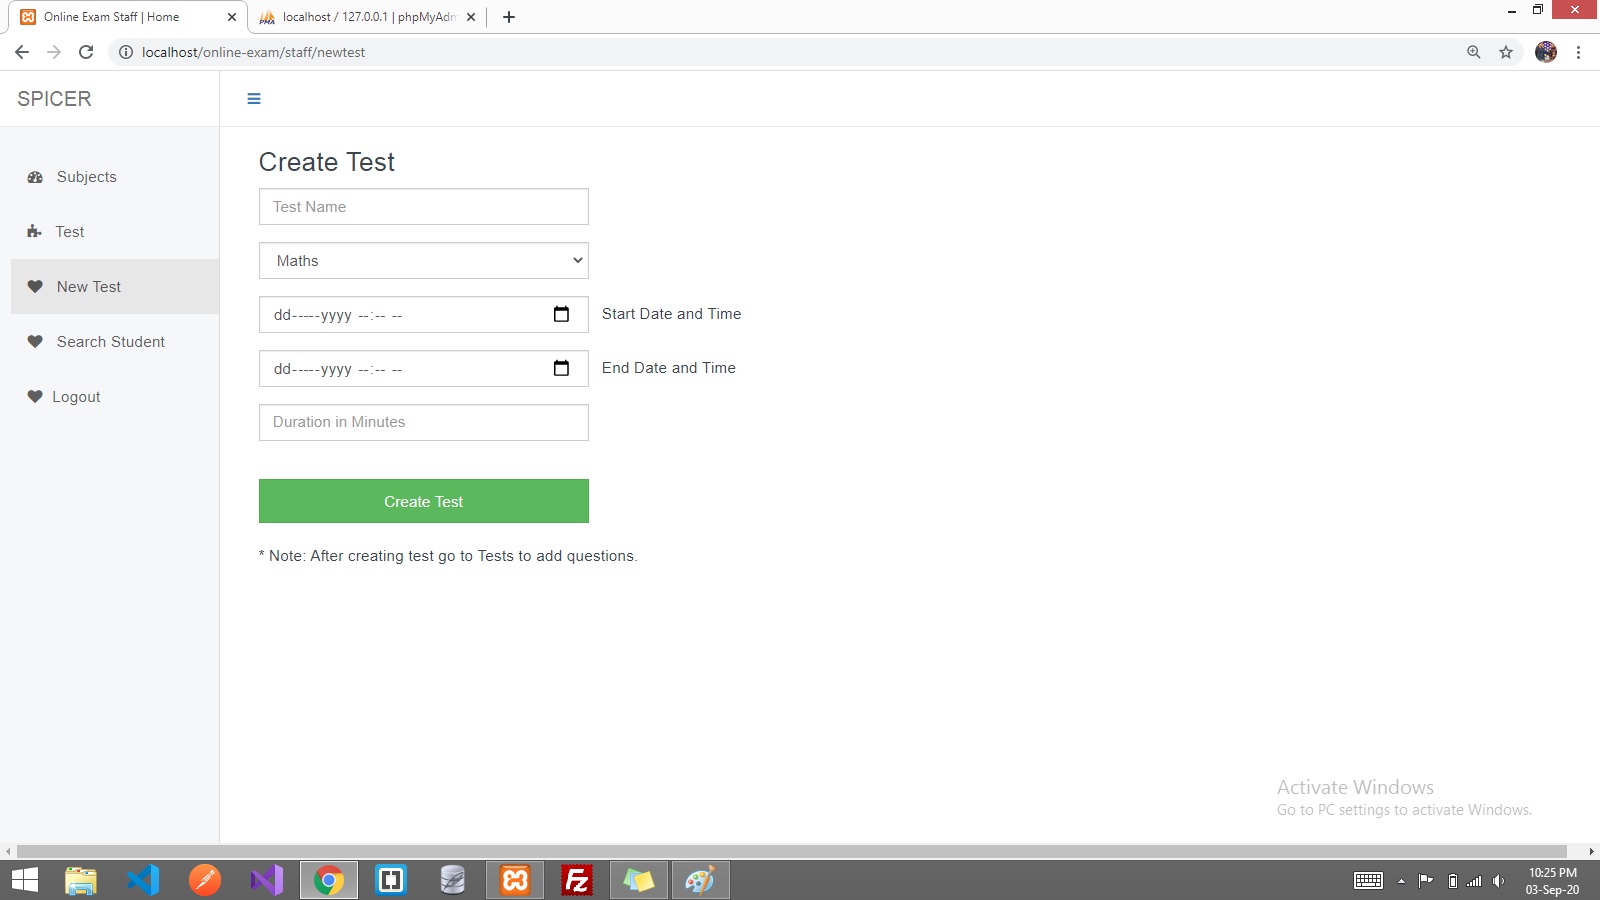 Online Exam Staff | Home
localhost / 127.0.0.1 | phpMyAdm
localhost/online-exam/staff/newtest
SPICER
Subjects
Test
New Test
Search Student
Logout
Create Test
Test Name
Maths
dd-----yyyy --:-- --
Start Date and Time
dd-----yyyy --:-- --
End Date and Time
Duration in Minutes
Create Test
* Note: After creating test go to Tests to add questions.
Activate Windows
Go to PC settings to activate Windows.
10:25 PM
03-Sep-20